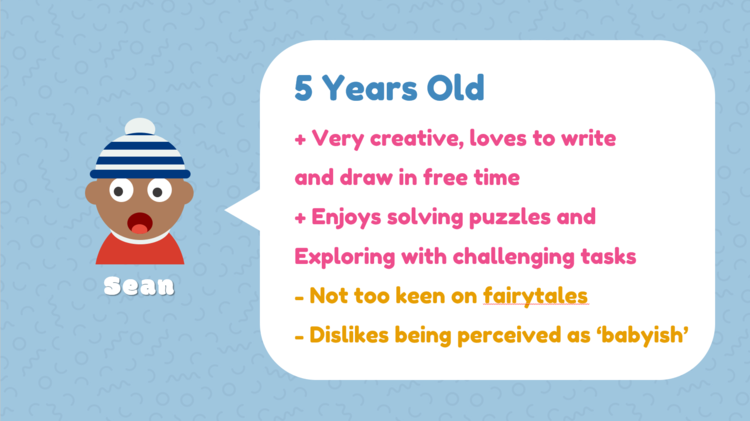 5 Years Old
+ Very creative, loves to write
and draw in free time
+ Enjoys solving puzzles and
Exploring with challenging tasks
- Not too keen on fairytales
- Dislikes being perceived as ‘babyish’
Sean